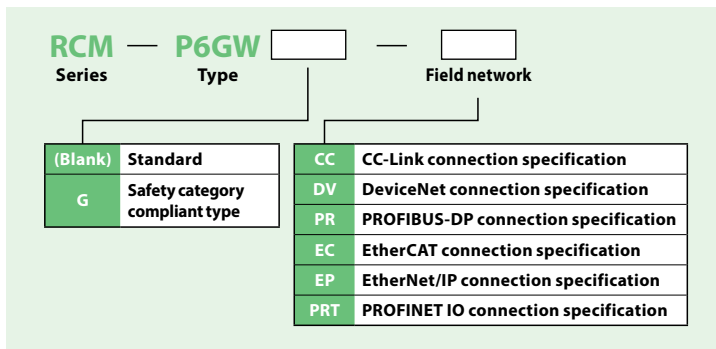 RCM — P6GW —
Series Type Field network
(Blank) Standard
G Safety category
compliant type
CC CC-Link connection specification
DV DeviceNet connection specification
PR PROFIBUS-DP connection specification
EC EtherCAT connection specification
EP EtherNet/IP connection specification
PRT PROFINET IO connection specification